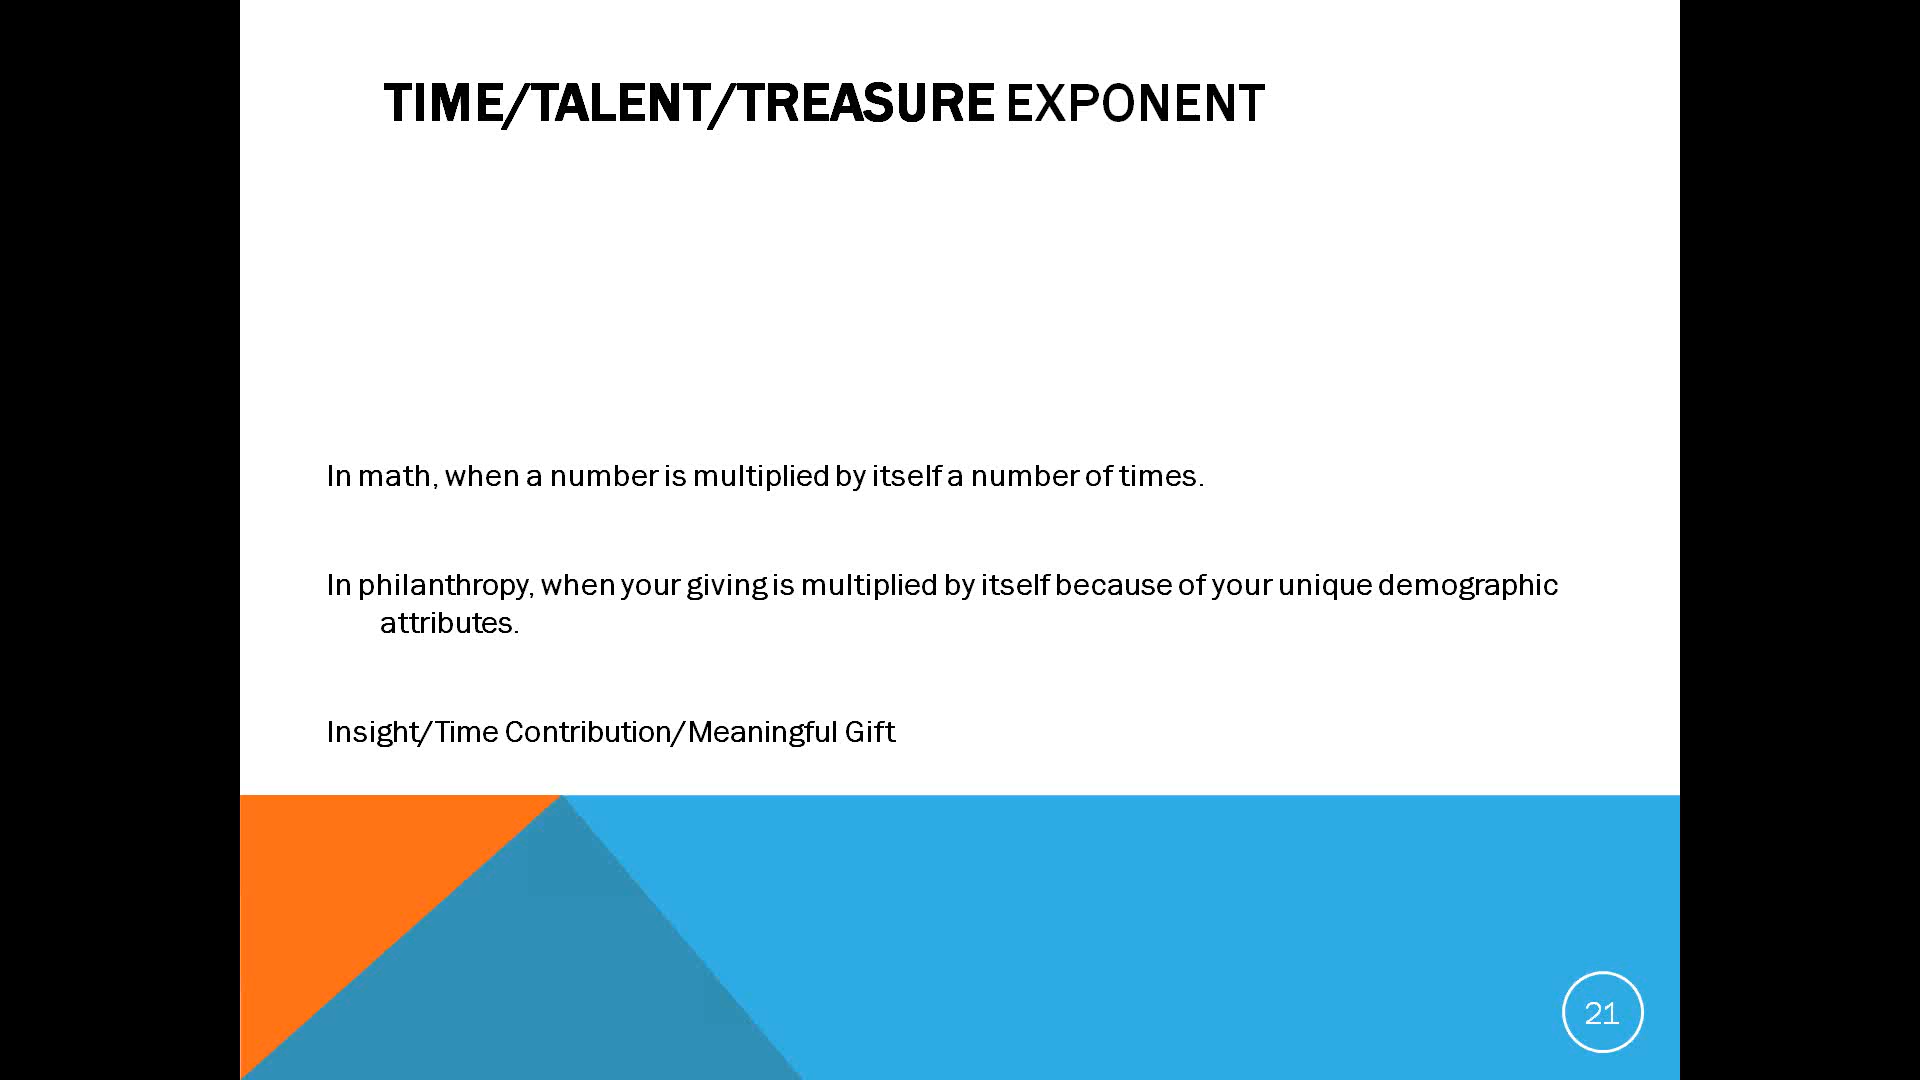 TIME/TALENT/TREASURE EXPONENT
In math, when a number is multiplied by itself a number of times.
In philanthropy, when your giving is multiplied by itself because of your unique demographic
attributes.
Insight/Time Contribution/Meaningful Gift
21